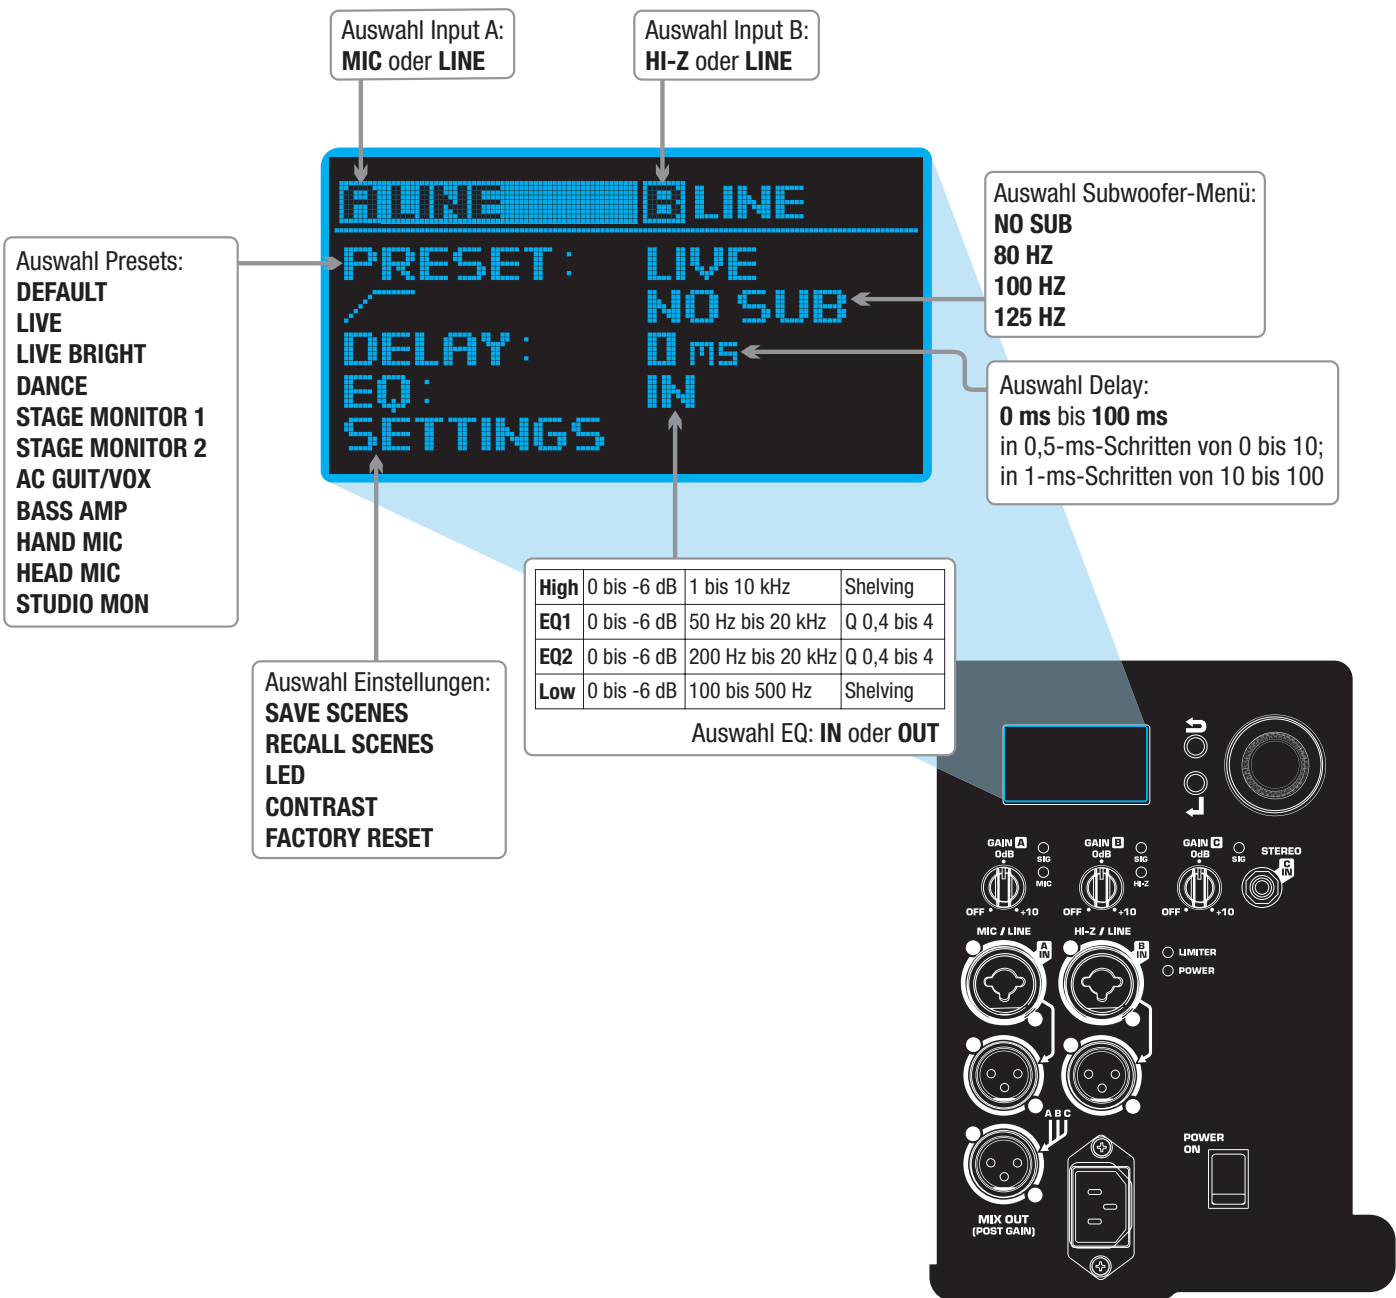 Auswahl Input A:
MIC oder LINE
Auswahl Input B:
HI-Z oder LINE
A LINE B LINE
PRESET: LIVE
NO SUB
DELAY: 0 ms
EQ: IN
SETTINGS
Auswahl Presets:
DEFAULT
LIVE
LIVE BRIGHT
DANCE
STAGE MONITOR 1
STAGE MONITOR 2
AC GUIT/VOX
BASS AMP
HAND MIC
HEAD MIC
STUDIO MON
Auswahl Subwoofer-Menü:
NO SUB
80 HZ
100 HZ
125 HZ
Auswahl Delay:
0 ms bis 100 ms
in 0,5-ms-Schritten von 0 bis 10;
in 1-ms-Schritten von 10 bis 100
High 0 bis -6 dB 1 bis 10 kHz Shelving
EQ1 0 bis -6 dB 50 Hz bis 20 kHz Q 0,4 bis 4
EQ2 0 bis -6 dB 200 Hz bis 20 kHz Q 0,4 bis 4
Low 0 bis -6 dB 100 bis 500 Hz Shelving
Auswahl EQ: IN oder OUT
Auswahl Einstellungen:
SAVE SCENES
RECALL SCENES
LED
CONTRAST
FACTORY RESET
GAIN A GAIN B GAIN C
0dB 0dB 0dB STEREO
SIG SIG SIG C IN
MIC HI-Z
OFF +10 OFF +10 OFF +10
MIC / LINE HI-Z / LINE
A IN B IN LIMITER
POWER
A B C
POWER
ON
MIX OUT
(POST GAIN)